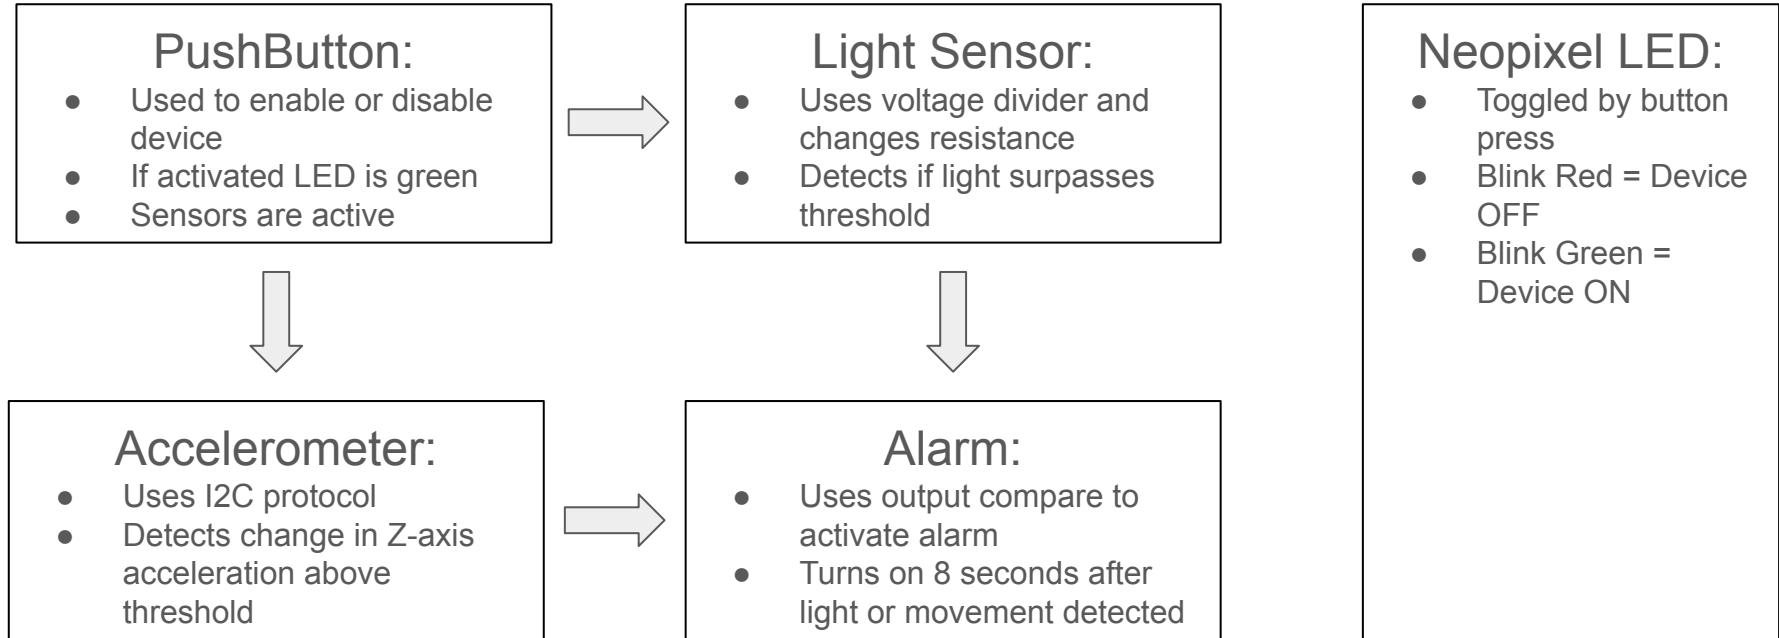 PushButton:
● Used to enable or disable
device
● If activated LED is green
● Sensors are active
Light Sensor:
● Uses voltage divider and
changes resistance
● Detects if light surpasses
threshold
Neopixel LED:
● Toggled by button
press
● Blink Red = Device
OFF
● Blink Green =
Device ON
Accelerometer:
● Uses I2C protocol
● Detects change in Z-axis
acceleration above
threshold
Alarm:
● Uses output compare to
activate alarm
● Turns on 8 seconds after
light or movement detected